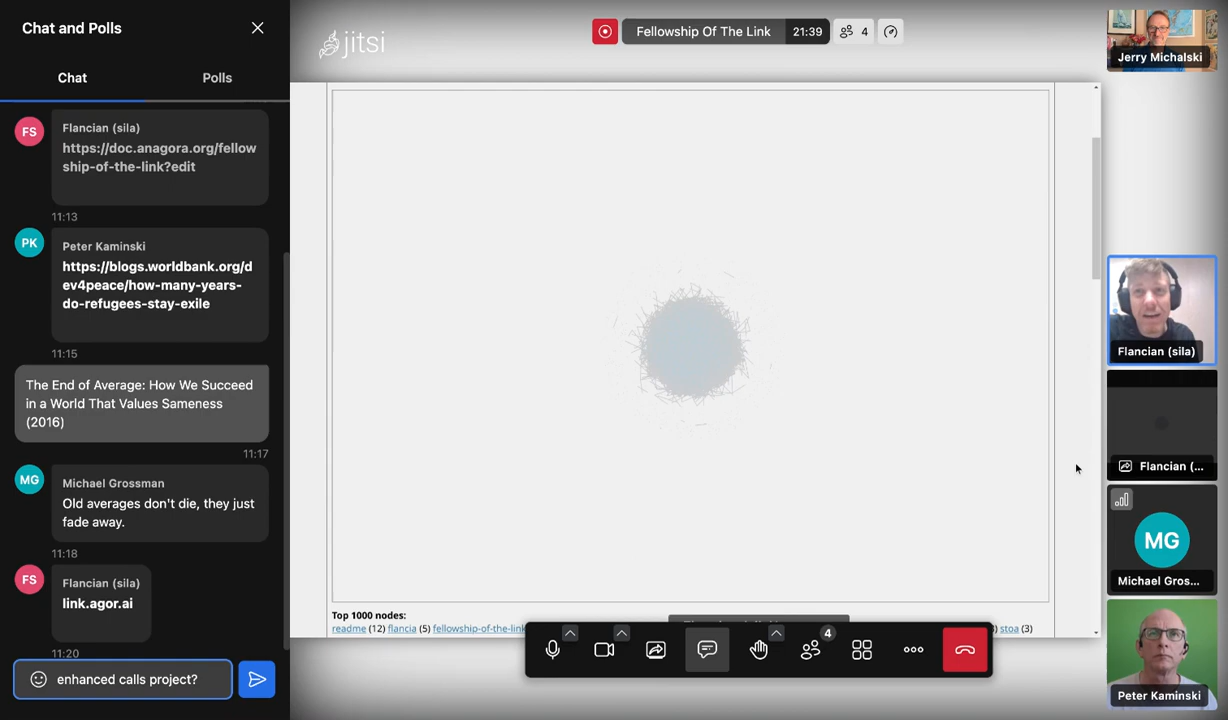 Chat and Polls
Chat
Polls
FS
Flancian (sila)
https://doc.anagora.org/fellow
ship-of-the-link?edit
11:13
PK
Peter Kaminski
https://blogs.worldbank.org/d
ev4peace/how-many-years-
do-refugees-stay-exile
11:15
The End of Average: How We Succeed
in a World That Values Sameness
(2016)
11:17
MG
Michael Grossman
Old averages don't die, they just
fade away.
11:18
FS
Flancian (sila)
link.agor.ai
11:20
enhanced calls project?
jitsi
Fellowship Of The Link
21:39
4
Top 1000 nodes:
readme (12) flancia (5) fellowship-of-the-link
stoa (3)
4
Jerry Michalski
Flancian (sila)
Flancian (...
MG
Michael Gros...
Peter Kaminski